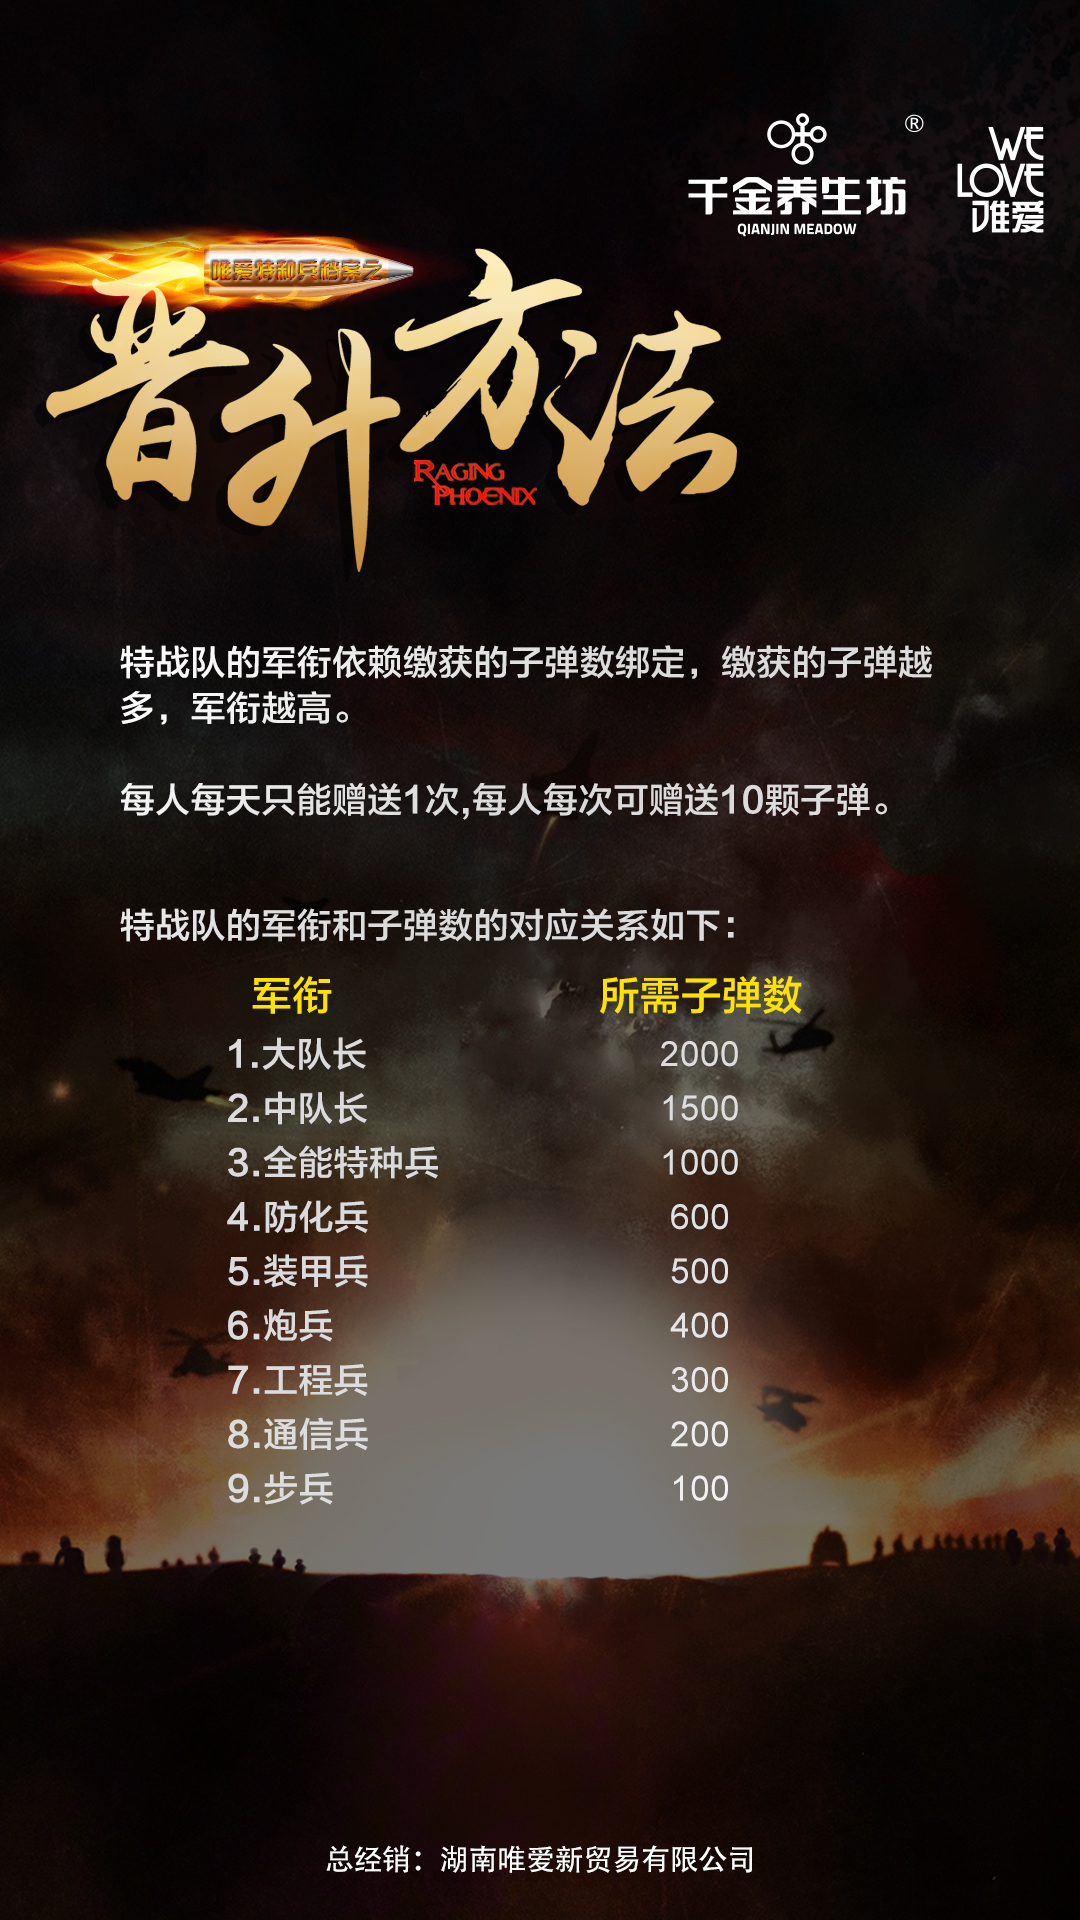 ®
千金养生坊
QIANJIN MEADOW
WE
LOVE
唯爱
唯爱特种兵档案之
晋升方法
RAGING
PHOENIX
特战队的军衔依赖缴获的子弹数绑定，缴获的子弹越
多，军衔越高。
每人每天只能赠送1次,每人每次可赠送10颗子弹。
特战队的军衔和子弹数的对应关系如下：
军衔 所需子弹数
1.大队长 2000
2.中队长 1500
3.全能特种兵 1000
4.防化兵 600
5.装甲兵 500
6.炮兵 400
7.工程兵 300
8.通信兵 200
9.步兵 100
总经销：湖南唯爱新贸易有限公司